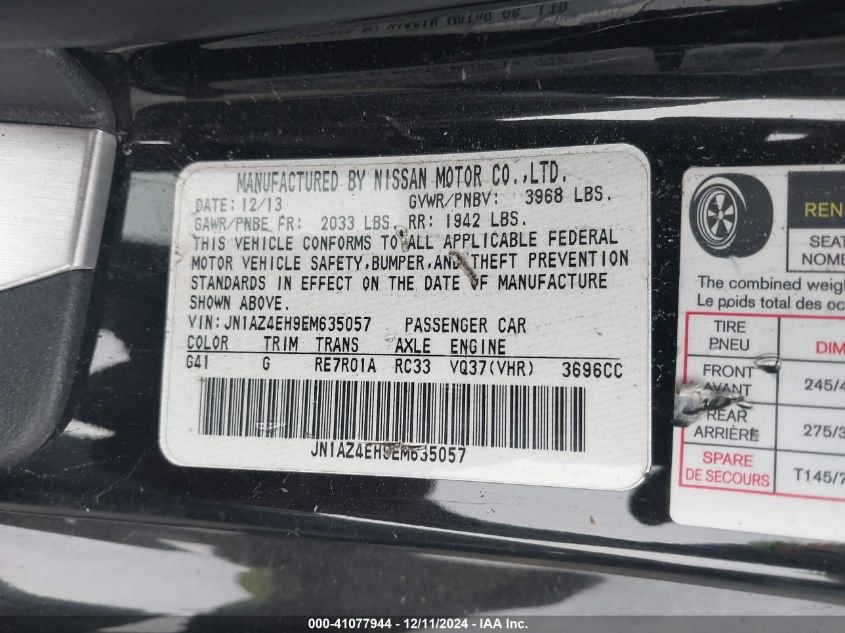 MANUFACTURED BY NISSAN MOTOR CO.,LTD.
DATE: 12/13 GVWR/PNBV: 3968 LBS.
GAWR/PNBE FR: 2033 LBS. RR: 1942 LBS.
THIS VEHICLE CONFORMS TO ALL APPLICABLE FEDERAL
MOTOR VEHICLE SAFETY,BUMPER,AND THEFT PREVENTION
STANDARDS IN EFFECT ON THE DATE OF MANUFACTURE
SHOWN ABOVE.
VIN:JN1AZ4EH9EM635057 PASSENGER CAR
COLOR TRIM TRANS AXLE ENGINE
G41 G RE7R01A RC33 VQ37(VHR) 3696CC
JN1AZ4EH9EM635057
REN
SEAT
NOMB
The combined weigh
Le poids total des oc
TIRE
PNEU
DIM
FRONT
AVANT
245/4
REAR
ARRIÈRE
275/3
SPARE
DE SECOURS
T145/7
000-41077944 - 12/11/2024 - IAA Inc.